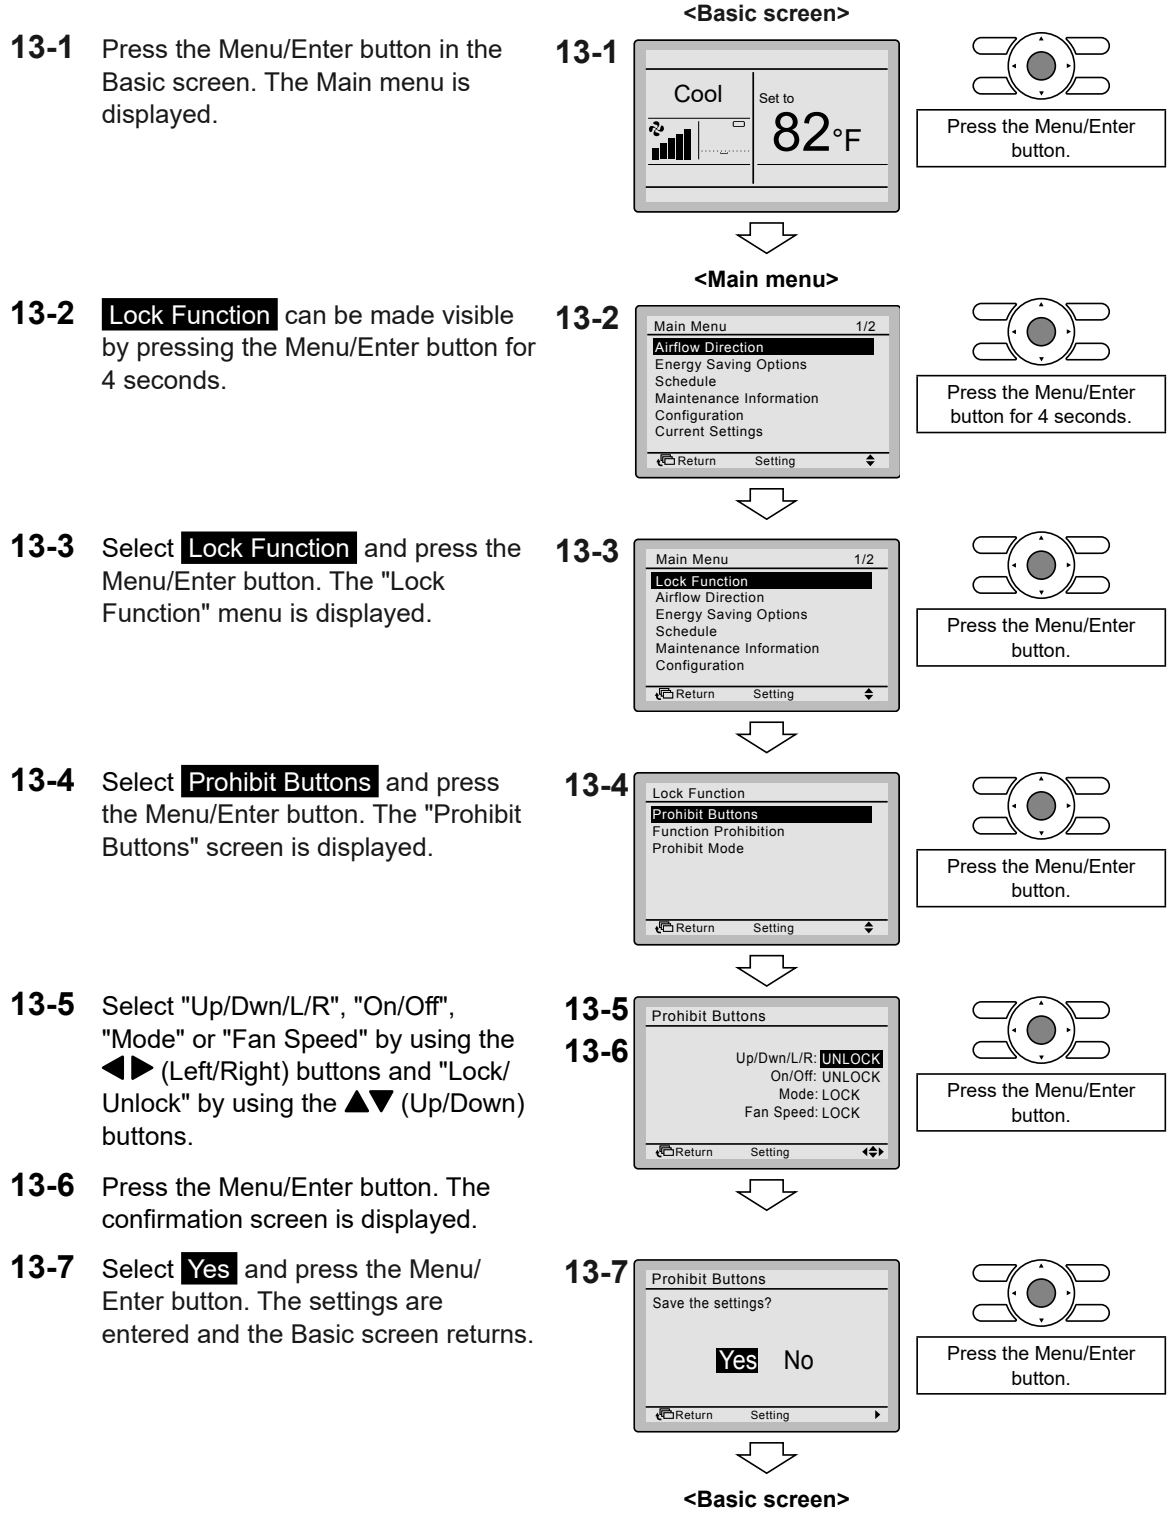 <Basic screen>
13-1 Press the Menu/Enter button in the
Basic screen. The Main menu is
displayed.
13-1
Cool
Set to
82°F
Press the Menu/Enter
button.
<Main menu>
13-2 Lock Function can be made visible
by pressing the Menu/Enter button for
4 seconds.
13-2
Main Menu 1/2
Airflow Direction
Energy Saving Options
Schedule
Maintenance Information
Configuration
Current Settings
Return Setting
Press the Menu/Enter
button for 4 seconds.
13-3 Select Lock Function and press the
Menu/Enter button. The "Lock
Function" menu is displayed.
13-3
Main Menu 1/2
Lock Function
Airflow Direction
Energy Saving Options
Schedule
Maintenance Information
Configuration
Return Setting
Press the Menu/Enter
button.
13-4 Select Prohibit Buttons and press
the Menu/Enter button. The "Prohibit
Buttons" screen is displayed.
13-4
Lock Function
Prohibit Buttons
Function Prohibition
Prohibit Mode
Return Setting
Press the Menu/Enter
button.
13-5 Select "Up/Dwn/L/R", "On/Off",
"Mode" or "Fan Speed" by using the
◀▶ (Left/Right) buttons and "Lock/
Unlock" by using the ▲▼ (Up/Down)
buttons.
13-6 Press the Menu/Enter button. The
confirmation screen is displayed.
13-5
13-6
Prohibit Buttons
Up/Dwn/L/R: UNLOCK
On/Off: UNLOCK
Mode: LOCK
Fan Speed: LOCK
Return Setting
Press the Menu/Enter
button.
13-7 Select Yes and press the Menu/
Enter button. The settings are
entered and the Basic screen returns.
13-7
Prohibit Buttons
Save the settings?
Yes No
Return Setting
Press the Menu/Enter
button.
<Basic screen>